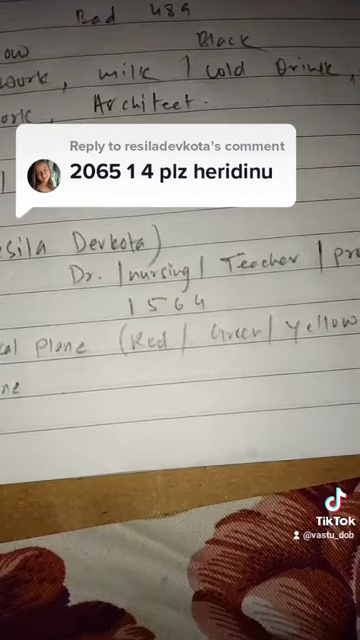 Bad 489
Black
work, milk / cold Drink,
Architect.
Reply to resiladevkota's comment
2065 1 4 plz heridinu
Devkota)
Dr. / nursing / Teacher /
1564
Plane (Red / Green / Yellow
TikTok
@vastu_dob